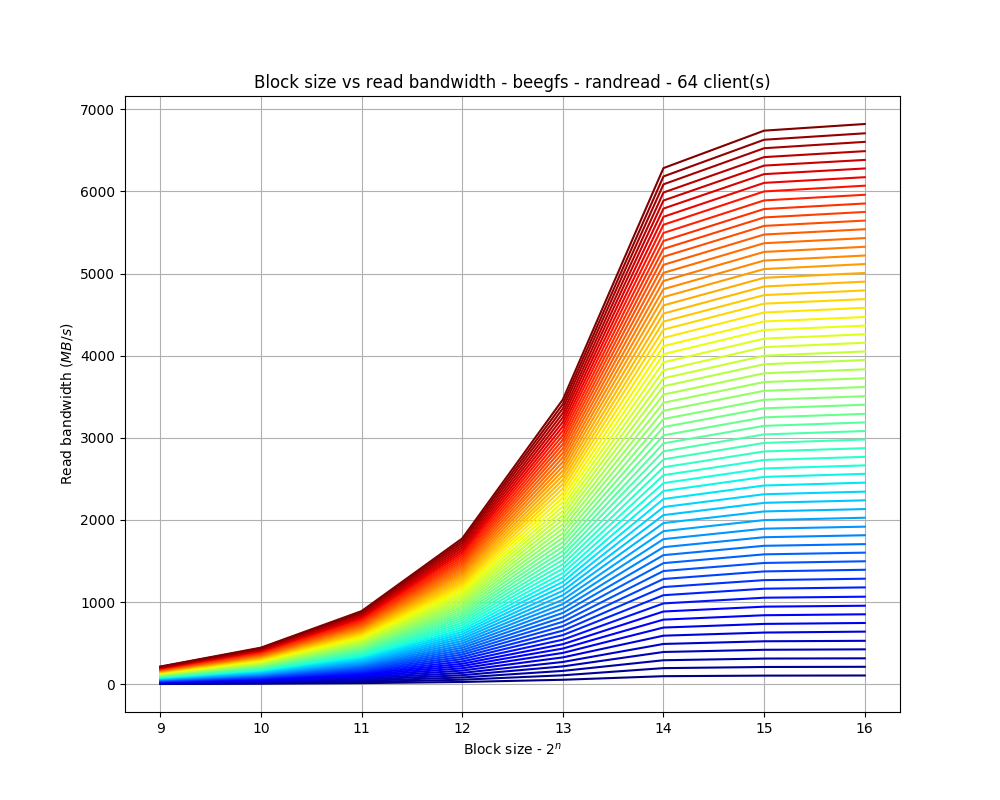 Block size vs read bandwidth - beegfs - randread - 64 client(s)
7000
6000
5000
4000
3000
2000
1000
0
Read bandwidth (MB/s)
9 10 11 12 13 14 15 16
Block size - 2ⁿ